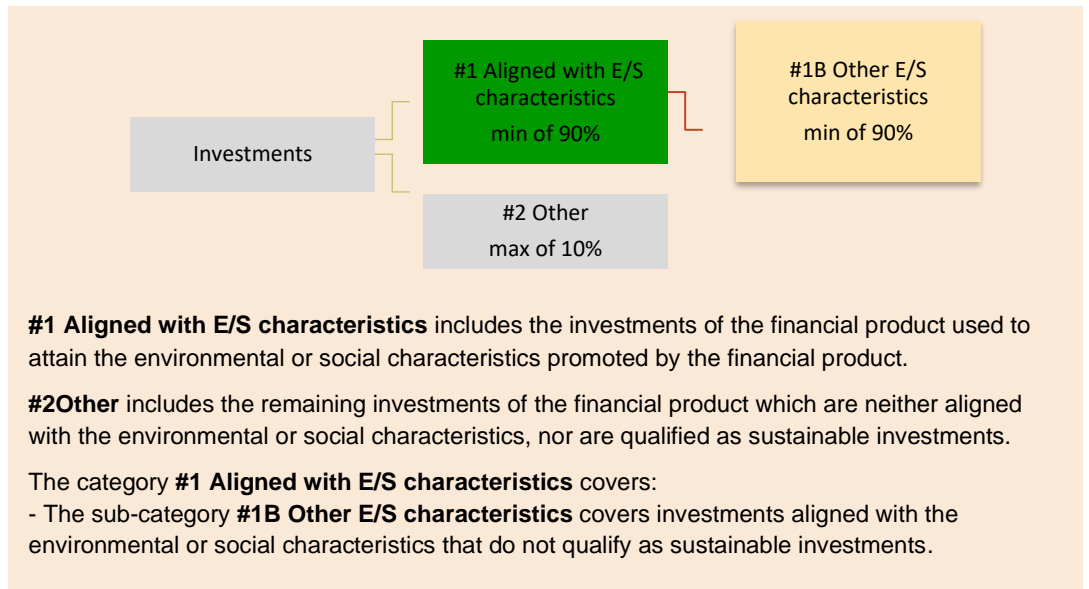 #1 Aligned with E/S
characteristics
min of 90%
#1B Other E/S
characteristics
min of 90%
Investments
#2 Other
max of 10%
#1 Aligned with E/S characteristics includes the investments of the financial product used to
attain the environmental or social characteristics promoted by the financial product.
#2Other includes the remaining investments of the financial product which are neither aligned
with the environmental or social characteristics, nor are qualified as sustainable investments.
The category #1 Aligned with E/S characteristics covers:
- The sub-category #1B Other E/S characteristics covers investments aligned with the
environmental or social characteristics that do not qualify as sustainable investments.